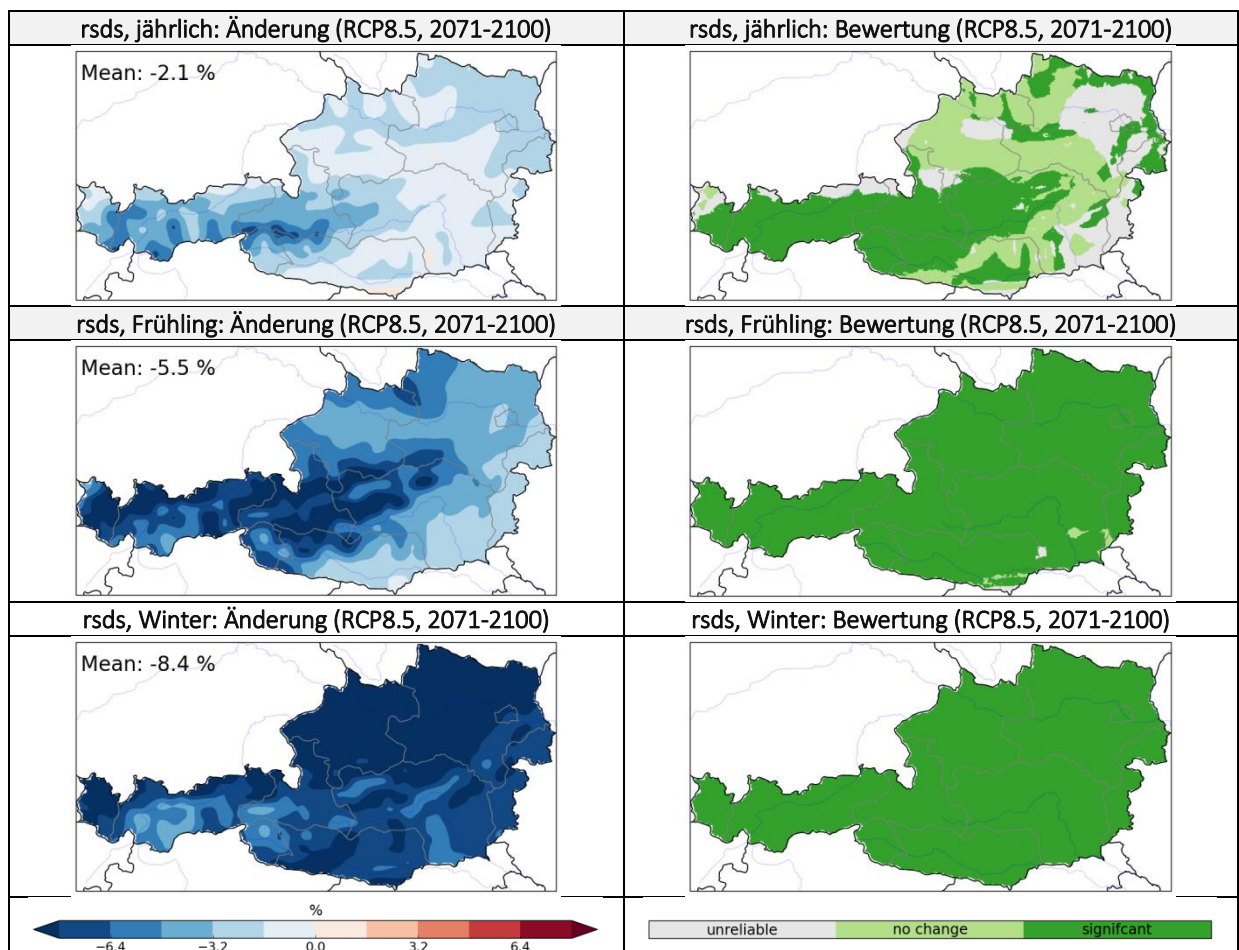 rsds, jährlich: Änderung (RCP8.5, 2071-2100)
rsds, jährlich: Bewertung (RCP8.5, 2071-2100)
Mean: -2.1 %
rsds, Frühling: Änderung (RCP8.5, 2071-2100)
rsds, Frühling: Bewertung (RCP8.5, 2071-2100)
Mean: -5.5 %
rsds, Winter: Änderung (RCP8.5, 2071-2100)
rsds, Winter: Bewertung (RCP8.5, 2071-2100)
Mean: -8.4 %
%
−6.4 −3.2 0.0 3.2 6.4
unreliable no change signifcant